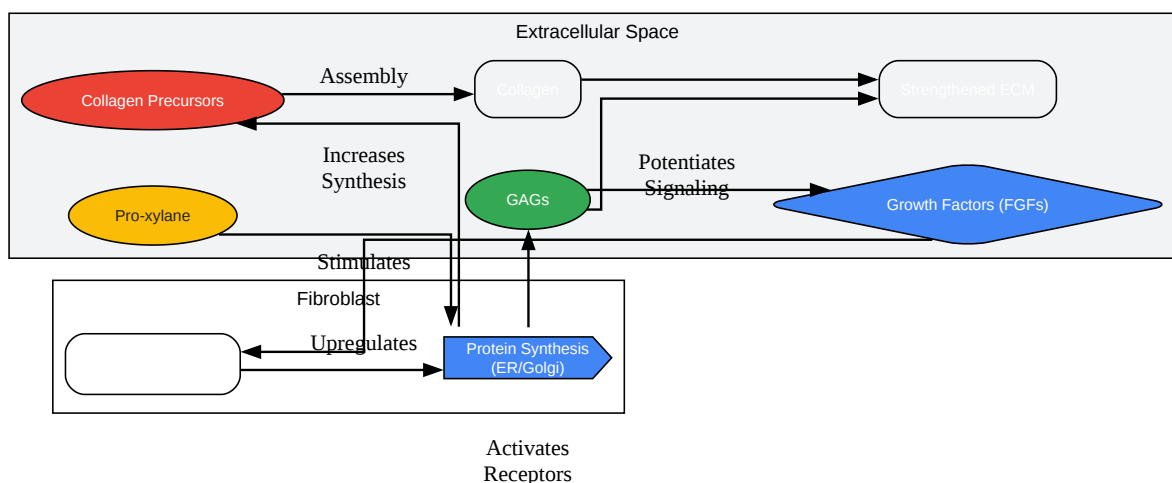 Extracellular Space
Assembly
Collagen Precursors
Collagen
Strengthened ECM
Increases
Synthesis
Potentiates
Signaling
Pro-xylane
GAGs
Growth Factors (FGFs)
Stimulates
Fibroblast
Upregulates
Protein Synthesis
(ER/Golgi)
Activates
Receptors